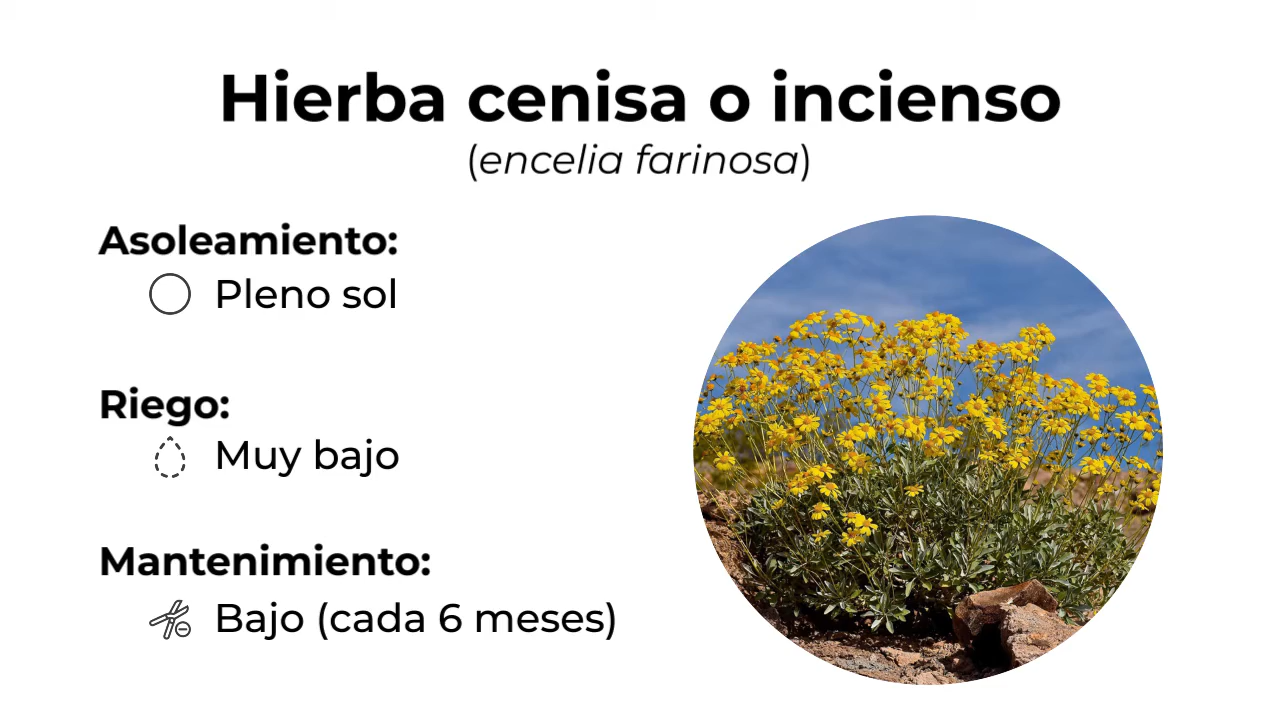 Hierba cenisa o incienso
(encelia farinosa)
Asoleamiento:
Pleno sol
Riego:
Muy bajo
Mantenimiento:
Bajo (cada 6 meses)